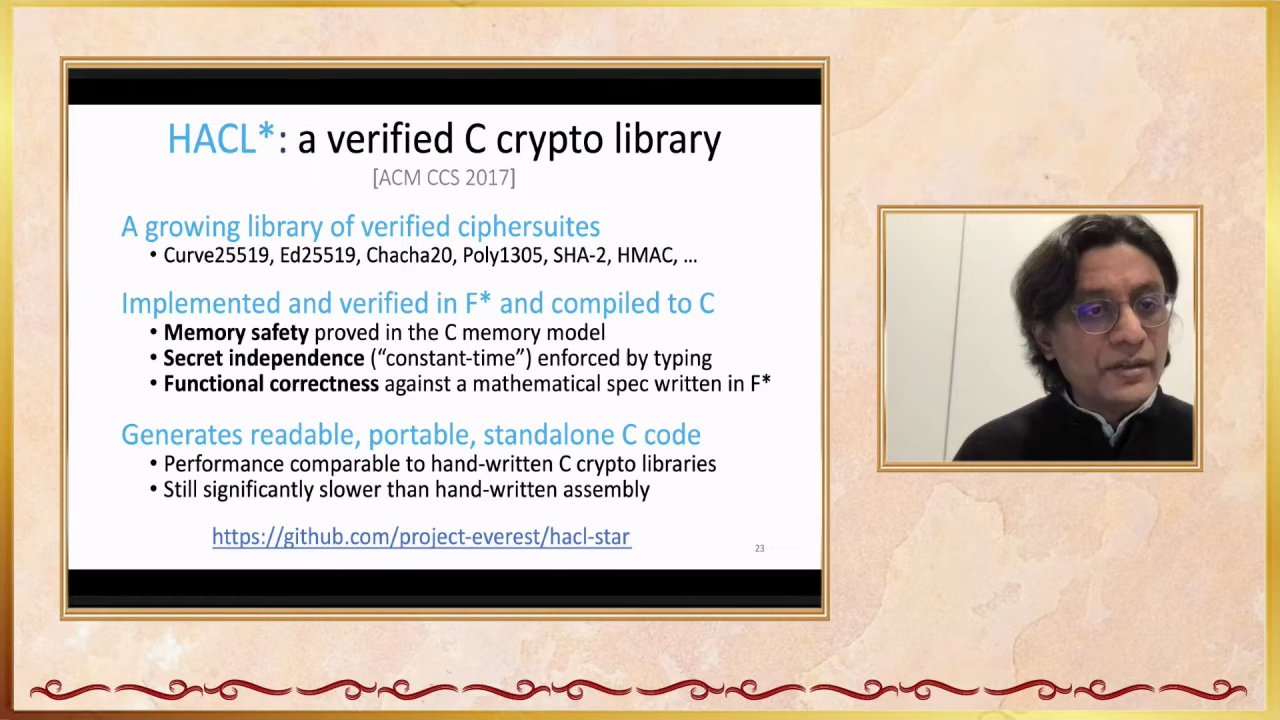 HACL*: a verified C crypto library
[ACM CCS 2017]
A growing library of verified ciphersuites
• Curve25519, Ed25519, Chacha20, Poly1305, SHA-2, HMAC, …
Implemented and verified in F* and compiled to C
• Memory safety proved in the C memory model
• Secret independence (“constant-time”) enforced by typing
• Functional correctness against a mathematical spec written in F*
Generates readable, portable, standalone C code
• Performance comparable to hand-written C crypto libraries
• Still significantly slower than hand-written assembly
https://github.com/project-everest/hacl-star
23